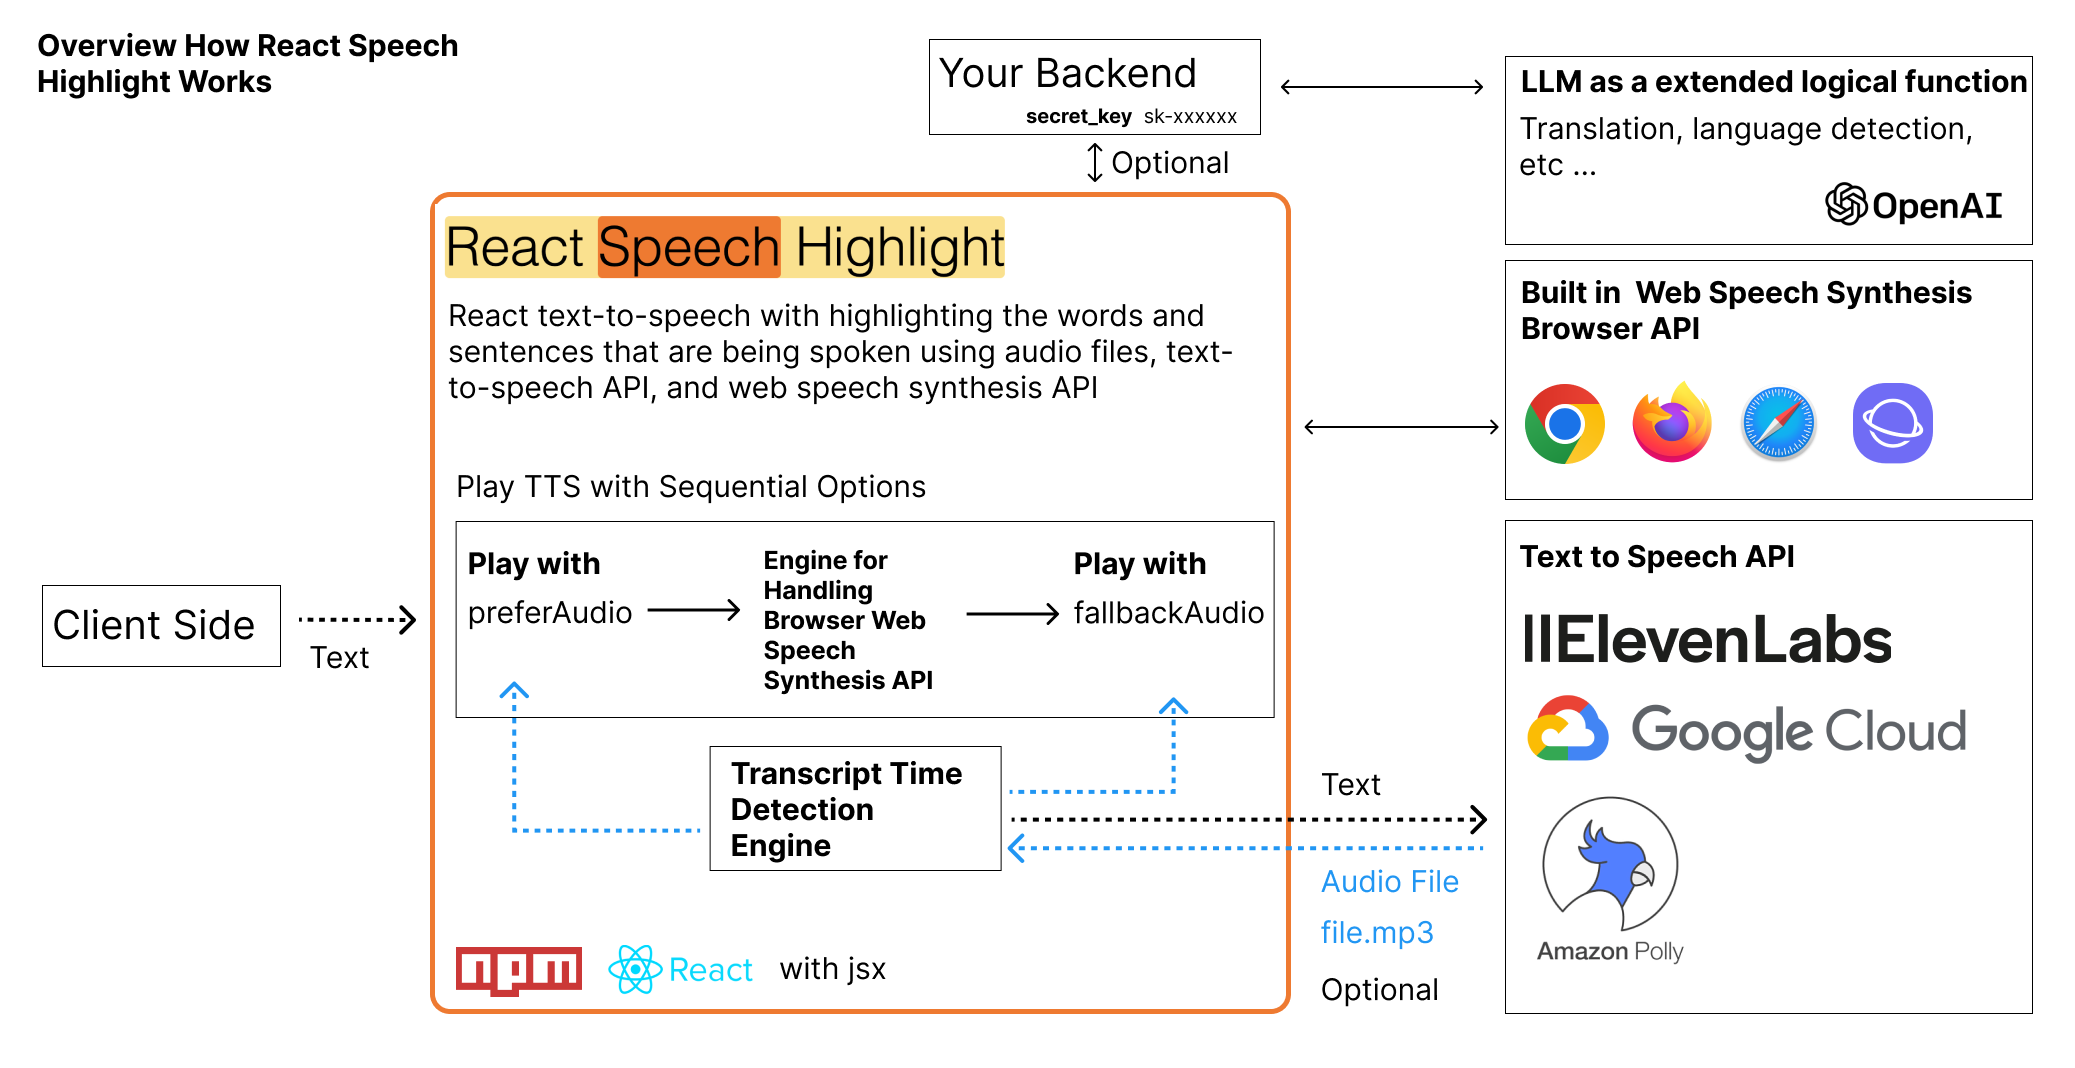 Overview How React Speech
Highlight Works
Your Backend
secret_key sk-xxxxxx
Optional
LLM as a extended logical function
Translation, language detection,
etc ...
OpenAI
React Speech Highlight
React text-to-speech with highlighting the words and
sentences that are being spoken using audio files, text-
to-speech API, and web speech synthesis API
Built in Web Speech Synthesis
Browser API
Play TTS with Sequential Options
Play with
preferAudio
Engine for
Handling
Browser Web
Speech
Synthesis API
Play with
fallbackAudio
Client Side
Text
Transcript Time
Detection
Engine
Text
Audio File
file.mp3
Optional
Text to Speech API
IIElevenLabs
Google Cloud
Amazon Polly
npm
React
with jsx